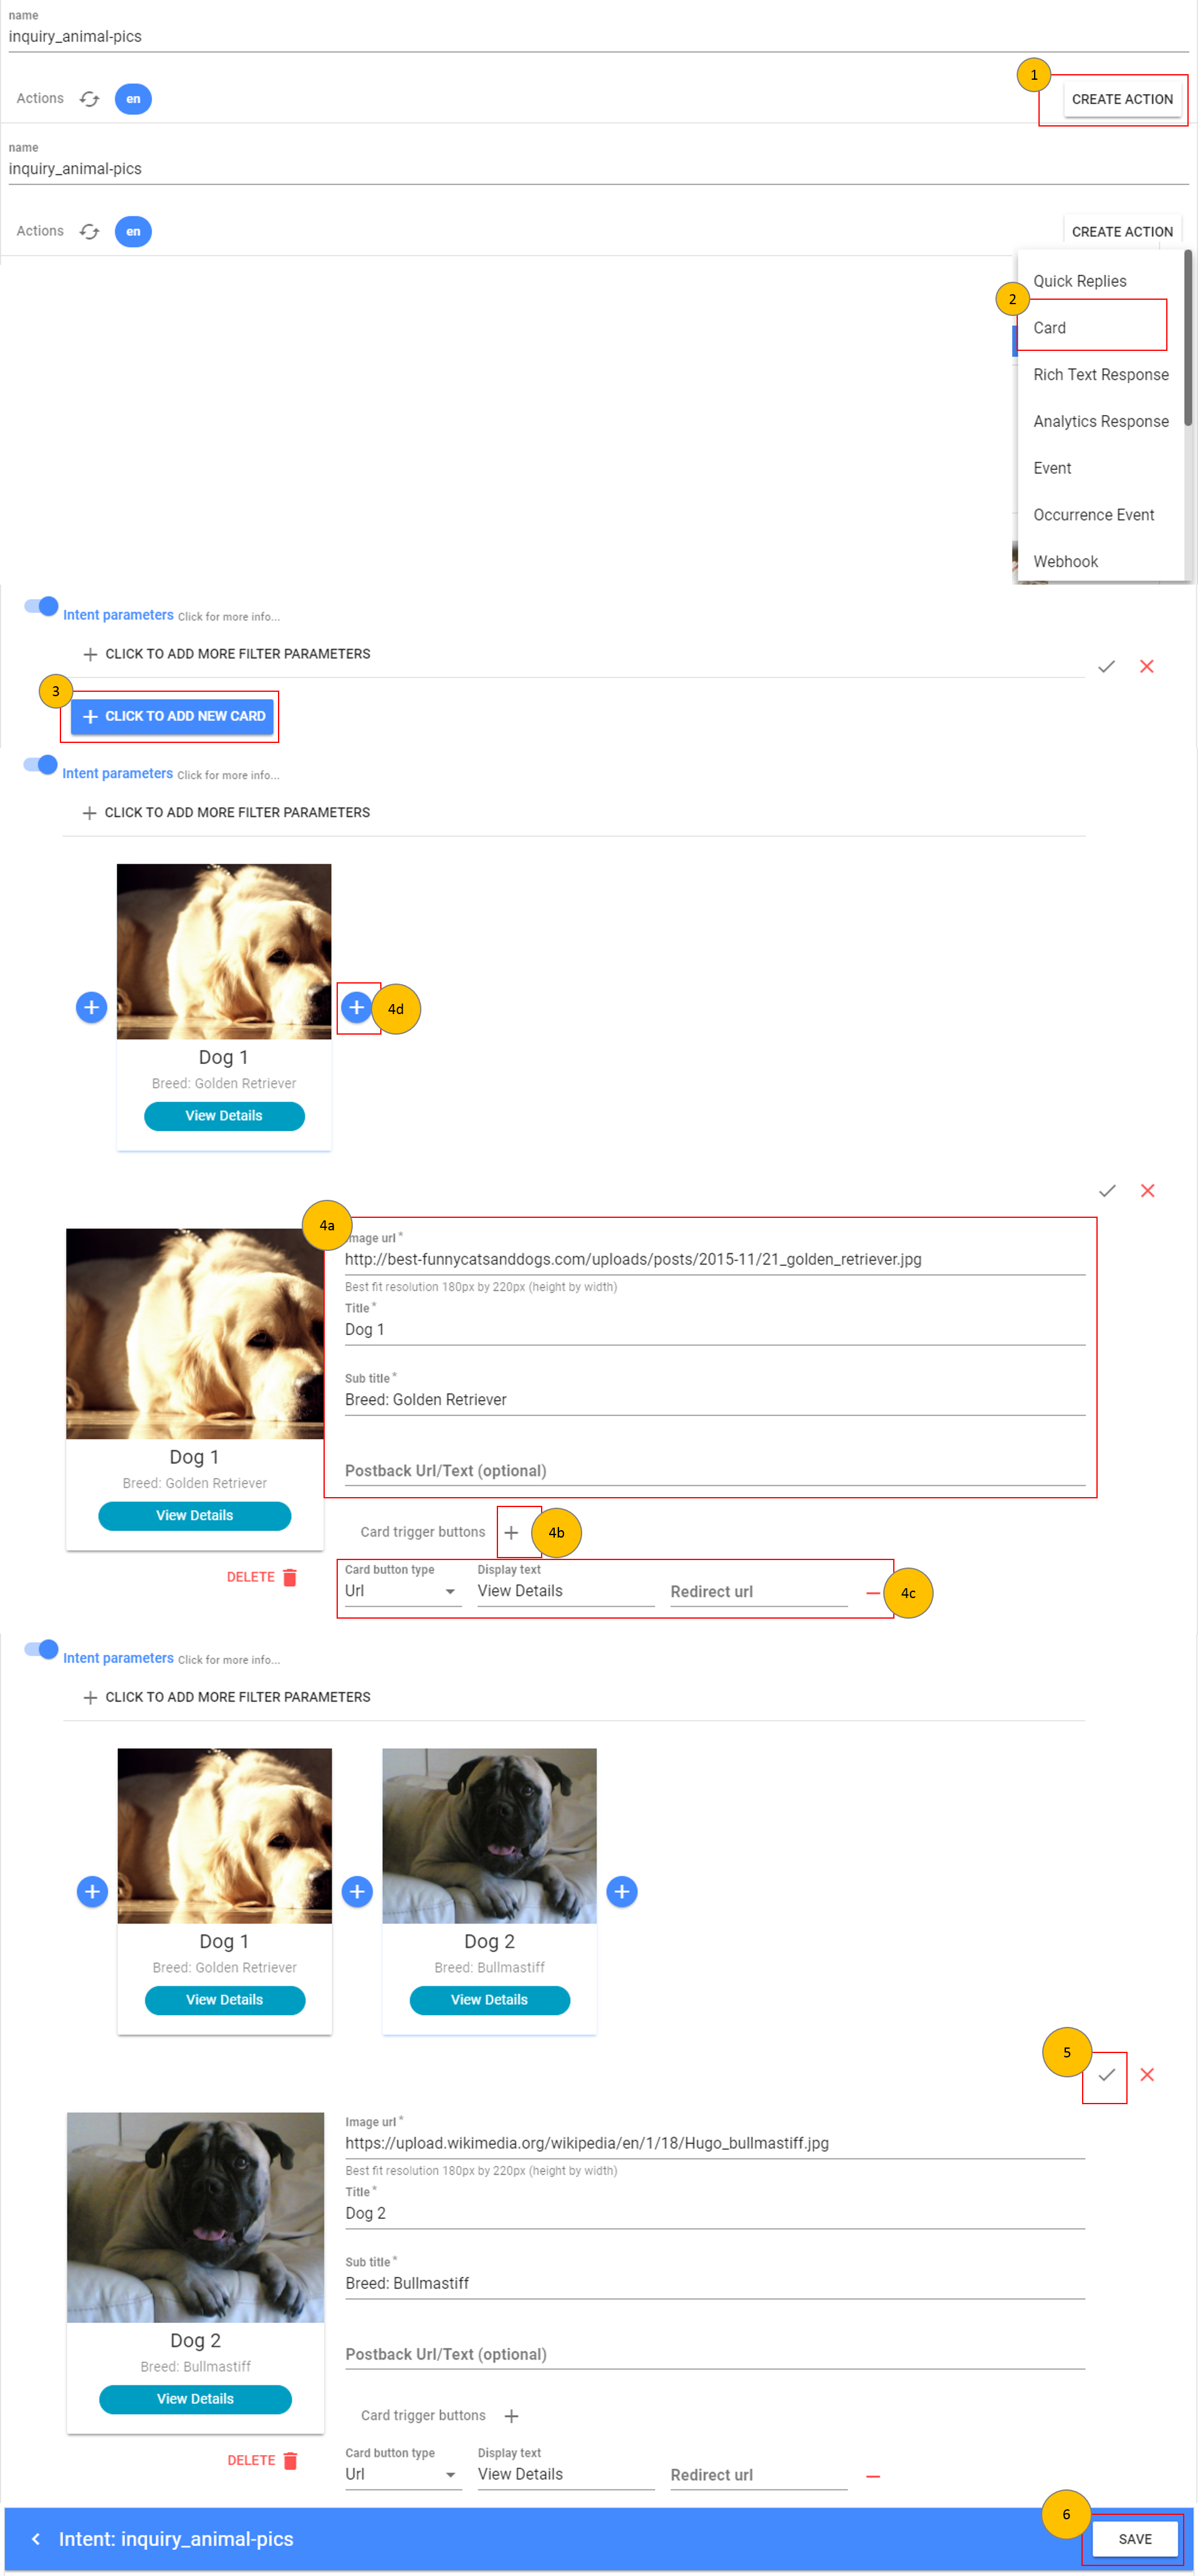 name
inquiry_animal-pics
1
Actions en CREATE ACTION
name
inquiry_animal-pics
Actions en CREATE ACTION
Quick Replies
2
Card
Rich Text Response
Analytics Response
Event
Occurrence Event
Webhook
Intent parameters Click for more info...
CLICK TO ADD MORE FILTER PARAMETERS
3
CLICK TO ADD NEW CARD
Intent parameters Click for more info...
CLICK TO ADD MORE FILTER PARAMETERS
4d
Dog 1
Breed: Golden Retriever
View Details
4a
Image url *
http://best-funnycatsanddogs.com/uploads/posts/2015-11/21_golden_retriever.jpg
Best fit resolution 180px by 220px (height by width)
Title *
Dog 1
Sub title *
Breed: Golden Retriever
Postback Url/Text (optional)
Dog 1
Breed: Golden Retriever
View Details
Card trigger buttons + 4b
DELETE
Card button type Display text
Url View Details Redirect url 4c
Intent parameters Click for more info...
CLICK TO ADD MORE FILTER PARAMETERS
Dog 1 Dog 2
Breed: Golden Retriever Breed: Bullmastiff
View Details View Details
5
Image url *
https://upload.wikimedia.org/wikipedia/en/1/18/Hugo_bullmastiff.jpg
Best fit resolution 180px by 220px (height by width)
Title *
Dog 2
Sub title *
Breed: Bullmastiff
Postback Url/Text (optional)
Dog 2
Breed: Bullmastiff
View Details
Card trigger buttons +
DELETE
Card button type Display text
Url View Details Redirect url
6
Intent: inquiry_animal-pics SAVE